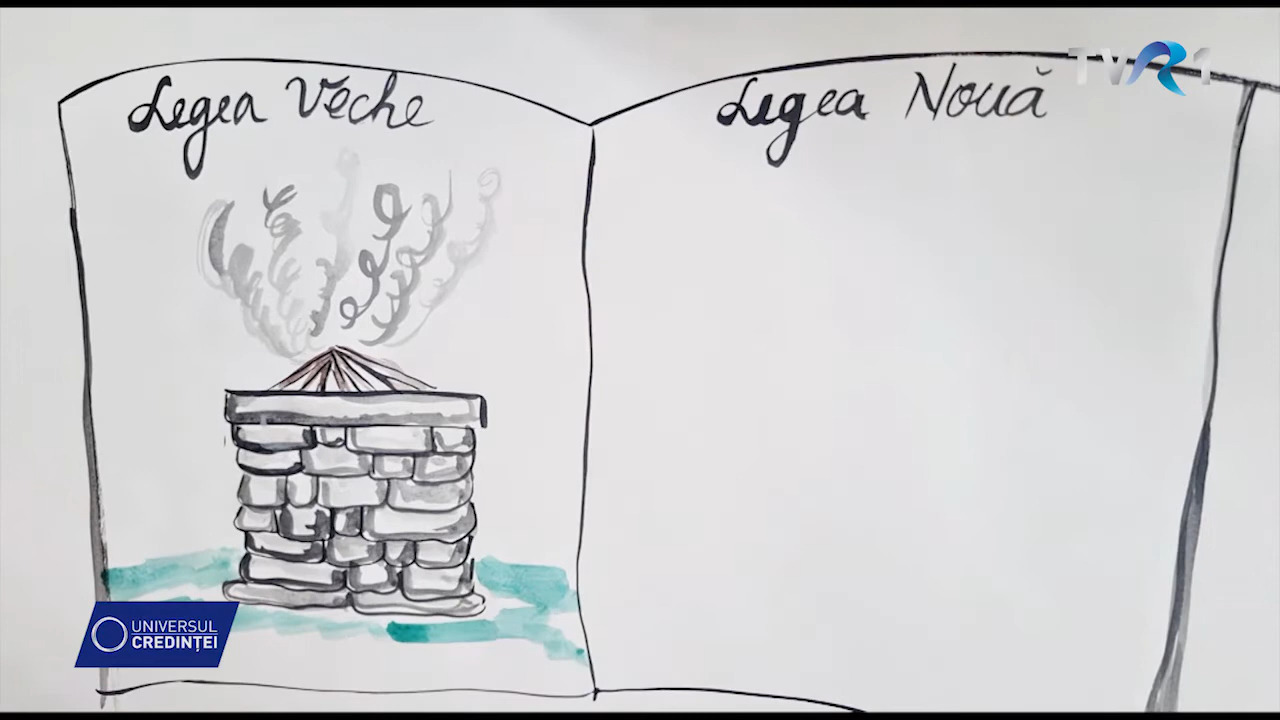 Legea Veche
Legea Nouă
TVR1
UNIVERSUL
CREDINȚEI